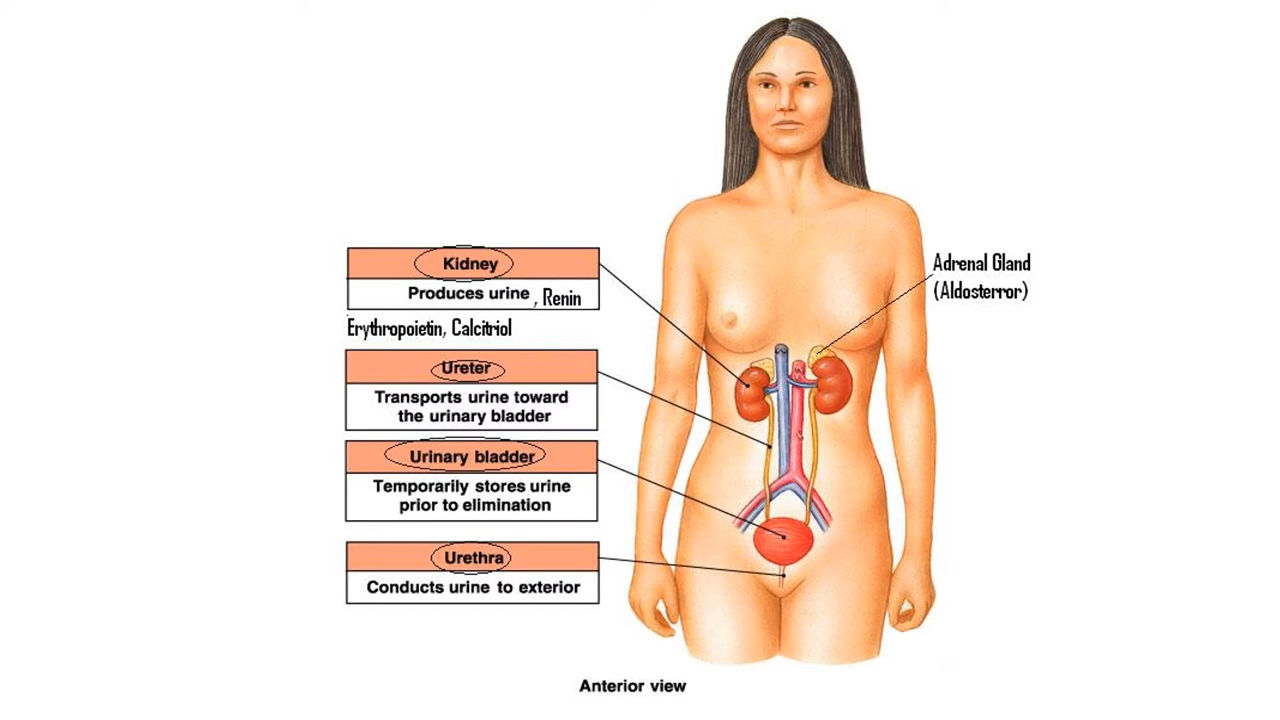 Kidney
Produces urine , Renin
Erythropoietin, Calcitriol
Ureter
Transports urine toward
the urinary bladder
Urinary bladder
Temporarily stores urine
prior to elimination
Urethra
Conducts urine to exterior
Adrenal Gland
(Aldosterror)
Anterior view